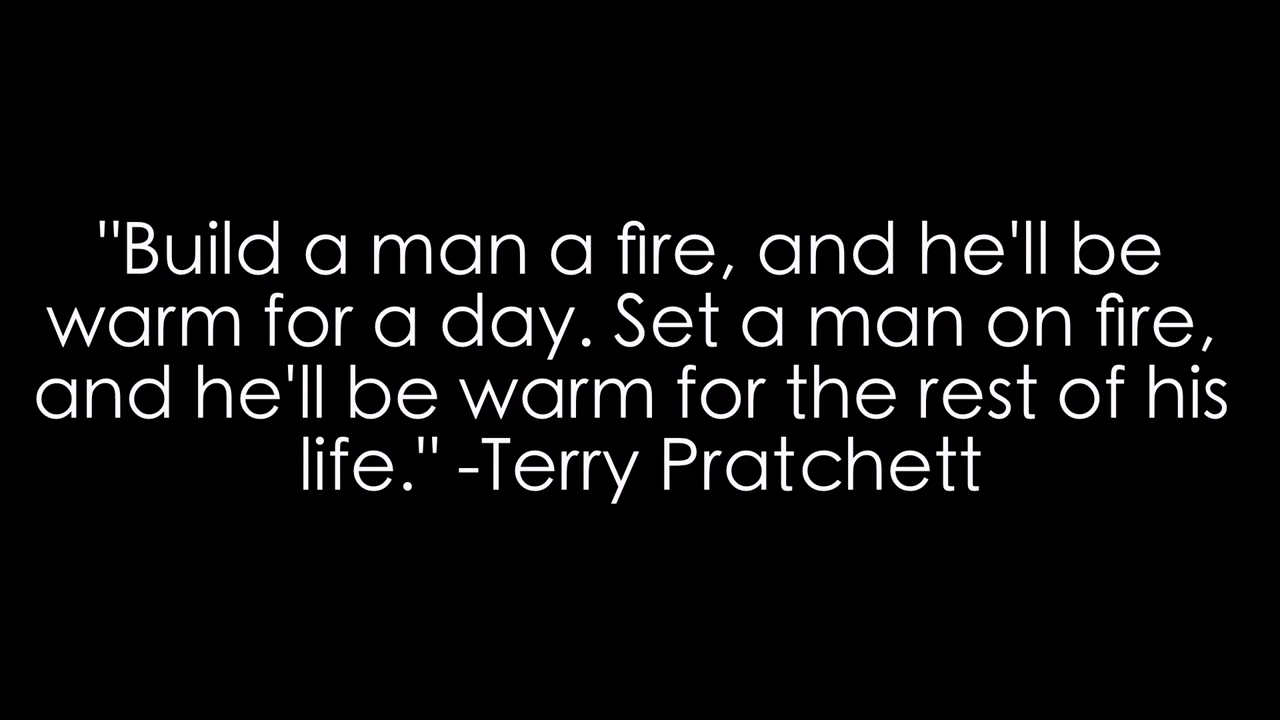 "Build a man a fire, and he'll be
warm for a day. Set a man on fire,
and he'll be warm for the rest of his
life." -Terry Pratchett